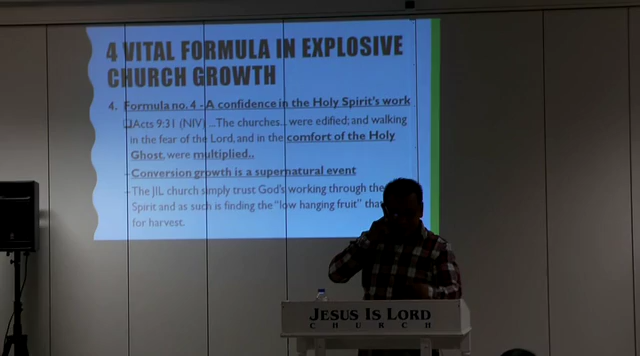 4 VITAL FORMULA IN EXPLOSIVE
CHURCH GROWTH
4. Formula no. 4 - A confidence in the Holy Spirit's work
Acts 9:31 (NIV) ...The churches... were edified; and walking
in the fear of the Lord, and in the comfort of the Holy
Ghost, were multiplied..
- Conversion growth is a supernatural event
- The JIL church simply trust God's working through the
Spirit and as such is finding the "low hanging fruit"
for harvest.
JESUS IS LORD
CHURCH